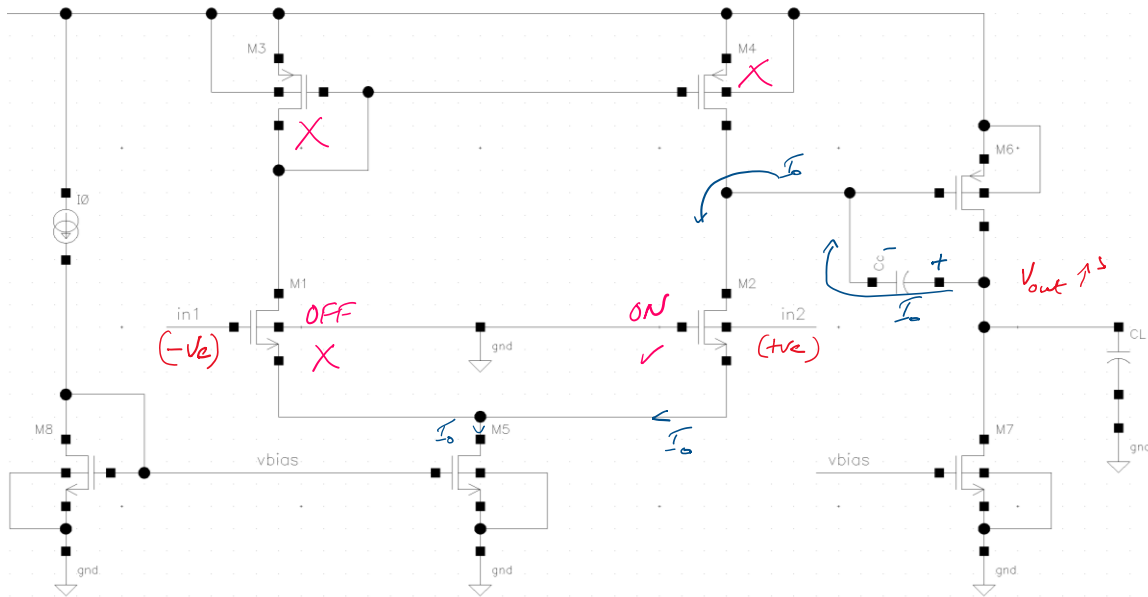 M3
M4
X
X
M6
I0
I₀
Cc
-
+
Vout ↑s
I₀
M1
M2
in1
OFF
ON
in2
(-ve)
X
gnd
✓
(+ve)
CL
M8
I₀
M5
I₀
M7
vbias
vbias
gnd
gnd
gnd
gnd